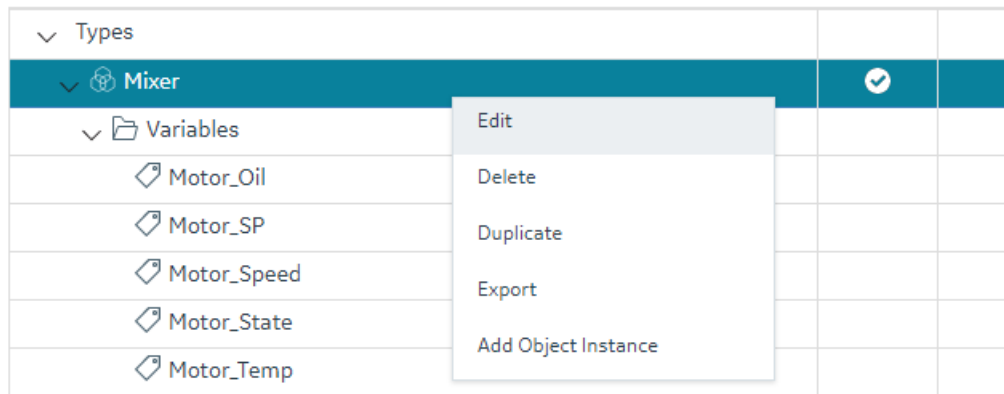 Types
Mixer
Variables
Motor_Oil
Motor_SP
Motor_Speed
Motor_State
Motor_Temp
Edit
Delete
Duplicate
Export
Add Object Instance